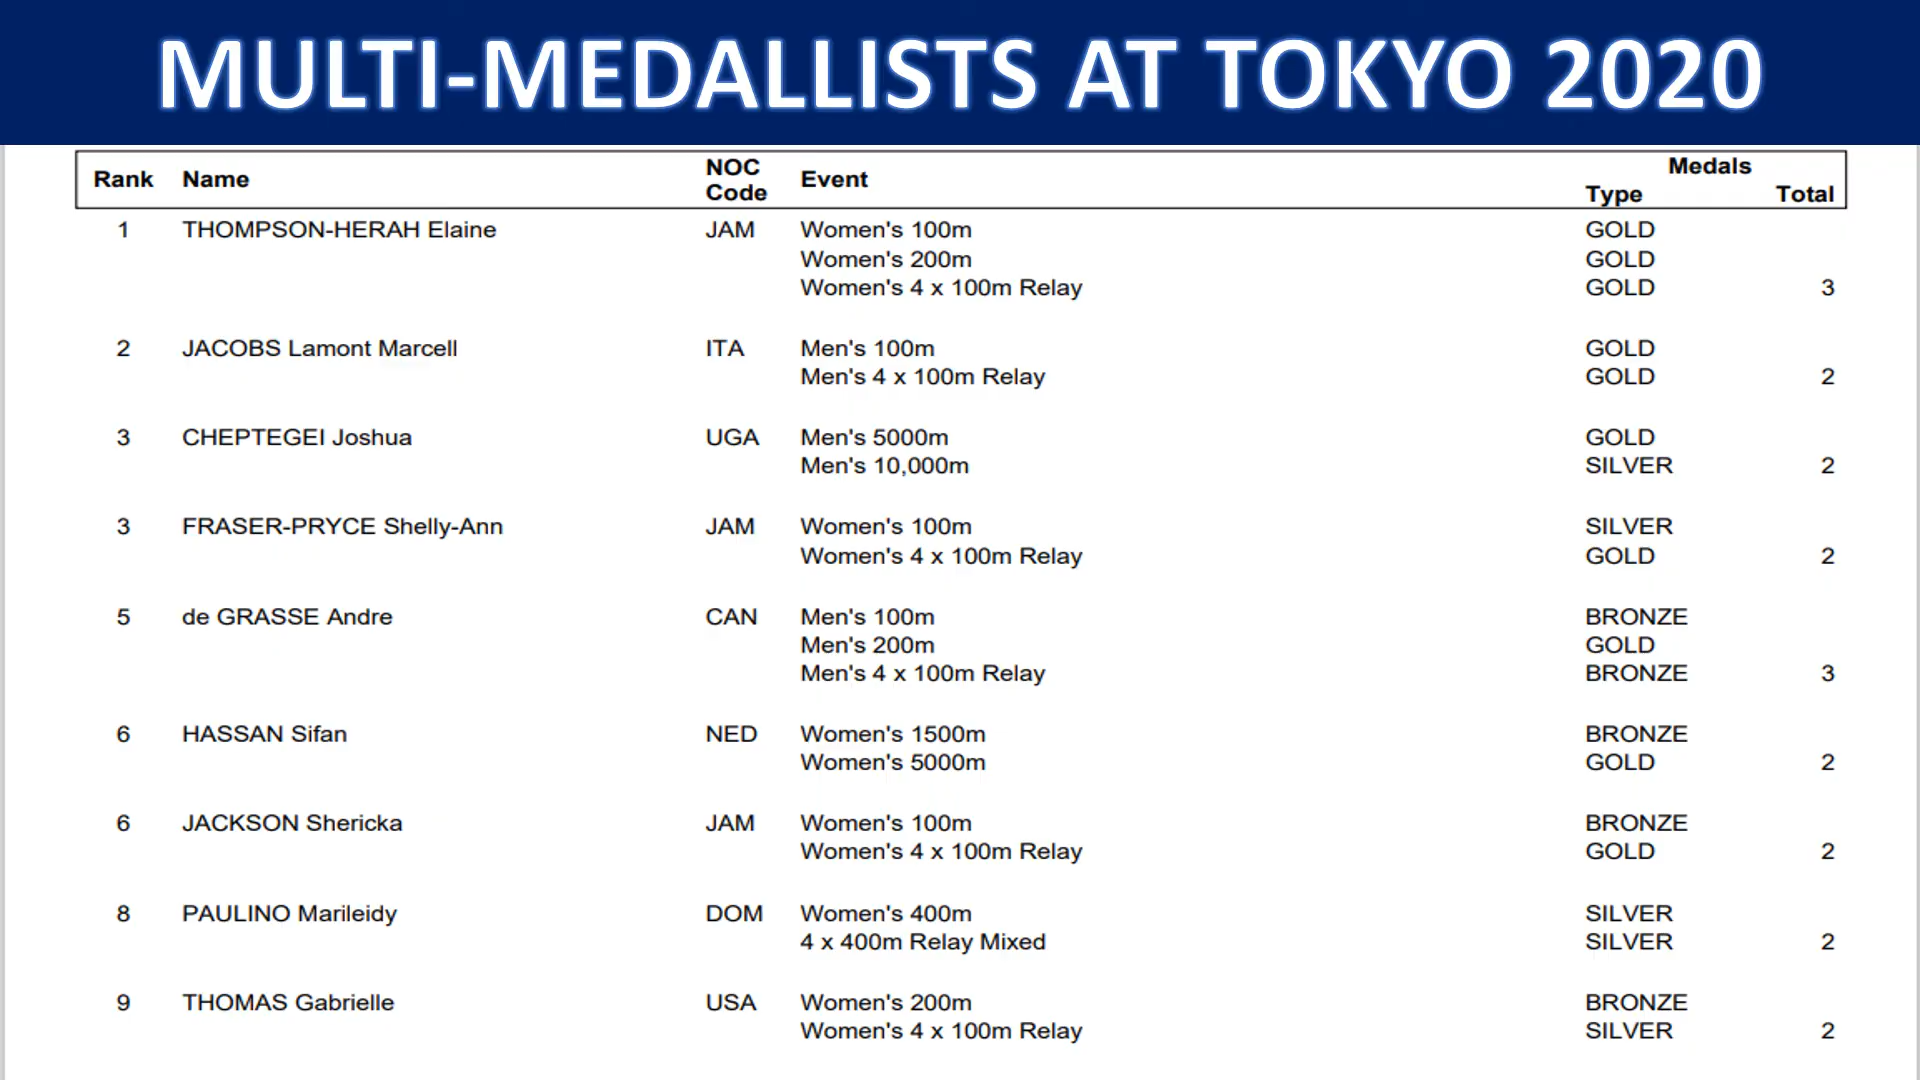 MULTI-MEDALLISTS AT TOKYO 2020
Rank Name NOC Code Event Medals Type Total
1 THOMPSON-HERAH Elaine JAM Women's 100m GOLD
Women's 200m GOLD
Women's 4 x 100m Relay GOLD 3
2 JACOBS Lamont Marcell ITA Men's 100m GOLD
Men's 4 x 100m Relay GOLD 2
3 CHEPTEGEI Joshua UGA Men's 5000m GOLD
Men's 10,000m SILVER 2
3 FRASER-PRYCE Shelly-Ann JAM Women's 100m SILVER
Women's 4 x 100m Relay GOLD 2
5 de GRASSE Andre CAN Men's 100m BRONZE
Men's 200m GOLD
Men's 4 x 100m Relay BRONZE 3
6 HASSAN Sifan NED Women's 1500m BRONZE
Women's 5000m GOLD 2
6 JACKSON Shericka JAM Women's 100m BRONZE
Women's 4 x 100m Relay GOLD 2
8 PAULINO Marileidy DOM Women's 400m SILVER
4 x 400m Relay Mixed SILVER 2
9 THOMAS Gabrielle USA Women's 200m BRONZE
Women's 4 x 100m Relay SILVER 2